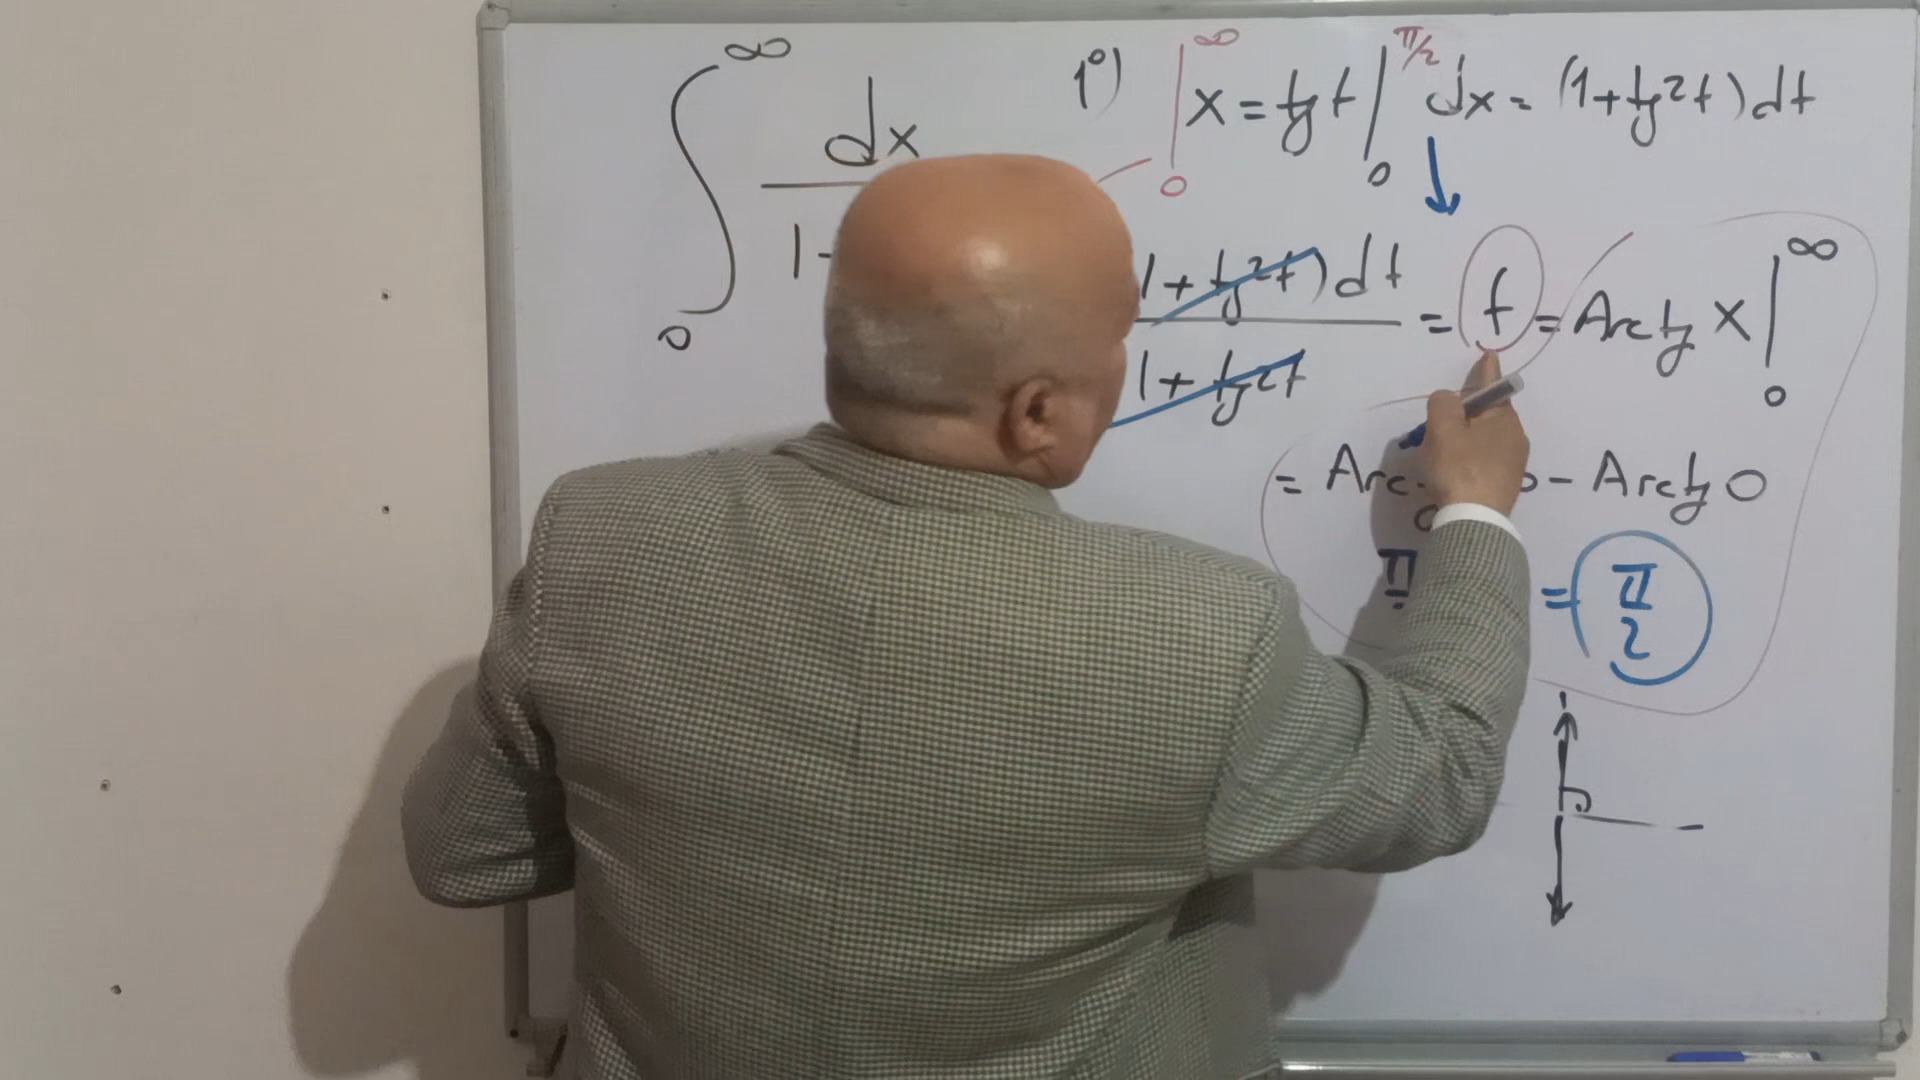 ∞
∫ dx
1-
0
1°) | x = tg t | dx = (1+tg²t)dt
∞ π/2
0 0
1+tg²t)dt = t = Arctg x |
1+tg²t
∞
0
= Arc - Arctg 0
π = π/2